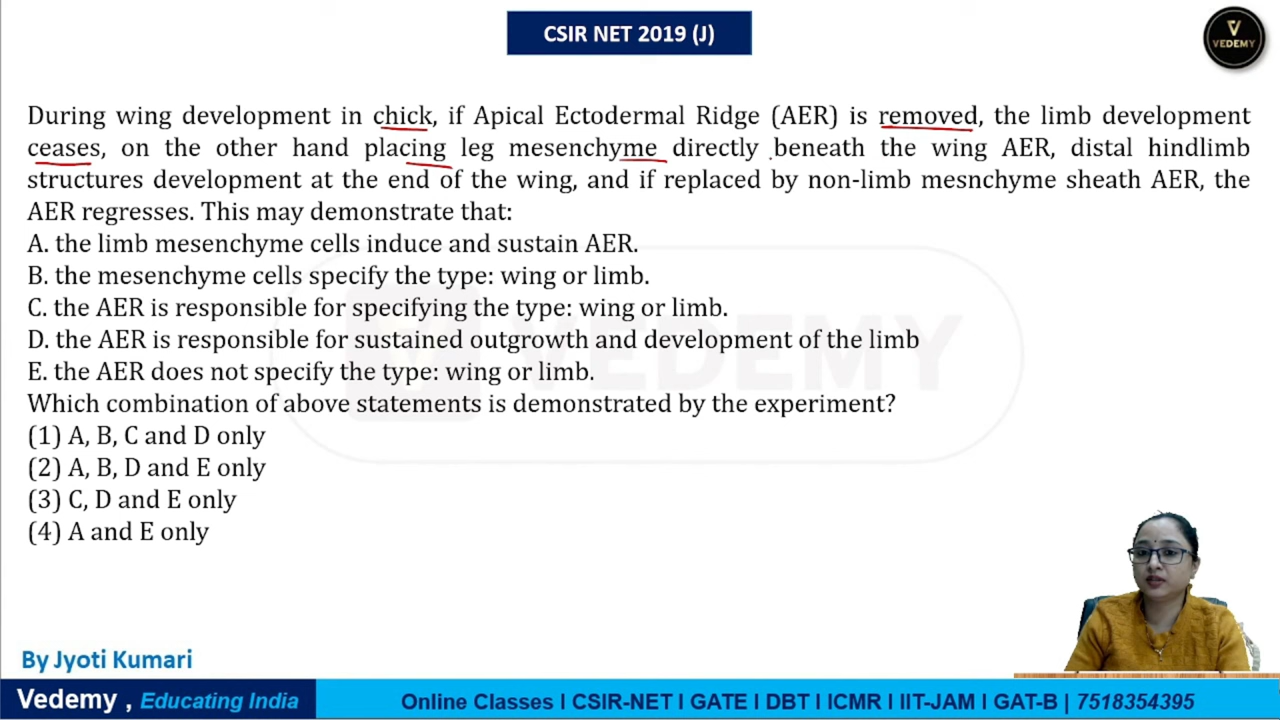 CSIR NET 2019 (J)
V
VEDEMY
During wing development in chick, if Apical Ectodermal Ridge (AER) is removed, the limb development
ceases, on the other hand placing leg mesenchyme directly beneath the wing AER, distal hindlimb
structures development at the end of the wing, and if replaced by non-limb mesnchyme sheath AER, the
AER regresses. This may demonstrate that:
A. the limb mesenchyme cells induce and sustain AER.
B. the mesenchyme cells specify the type: wing or limb.
C. the AER is responsible for specifying the type: wing or limb.
D. the AER is responsible for sustained outgrowth and development of the limb
E. the AER does not specify the type: wing or limb.
Which combination of above statements is demonstrated by the experiment?
(1) A, B, C and D only
(2) A, B, D and E only
(3) C, D and E only
(4) A and E only
VEDEMY
By Jyoti Kumari
Vedemy , Educating India
Online Classes I CSIR-NET I GATE I DBT I ICMR I IIT-JAM I GAT-B | 7518354395